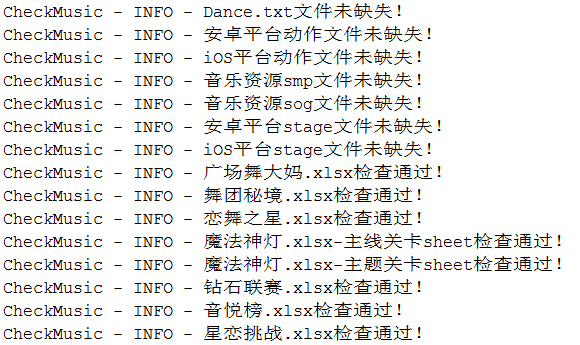 CheckMusic - INFO - Dance.txt文件未缺失！
CheckMusic - INFO - 安卓平台动作文件未缺失！
CheckMusic - INFO - iOS平台动作文件未缺失！
CheckMusic - INFO - 音乐资源smp文件未缺失！
CheckMusic - INFO - 音乐资源sog文件未缺失！
CheckMusic - INFO - 安卓平台stage文件未缺失！
CheckMusic - INFO - iOS平台stage文件未缺失！
CheckMusic - INFO - 广场舞大妈.xlsx检查通过！
CheckMusic - INFO - 舞团秘境.xlsx检查通过！
CheckMusic - INFO - 恋舞之星.xlsx检查通过！
CheckMusic - INFO - 魔法神灯.xlsx-主线关卡sheet检查通过！
CheckMusic - INFO - 魔法神灯.xlsx-主题关卡sheet检查通过！
CheckMusic - INFO - 钻石联赛.xlsx检查通过！
CheckMusic - INFO - 音悦榜.xlsx检查通过！
CheckMusic - INFO - 星恋挑战.xlsx检查通过！